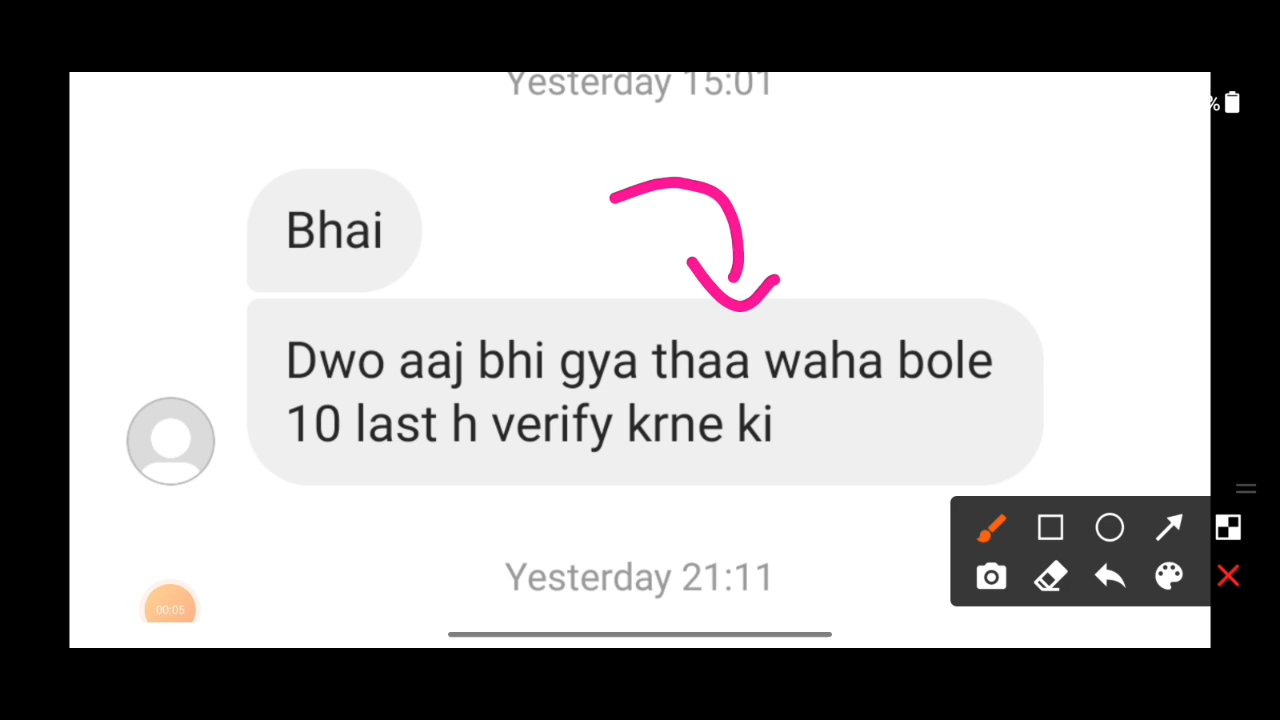 Yesterday 15:01
%
Bhai
Dwo aaj bhi gya thaa waha bole
10 last h verify krne ki
Yesterday 21:11
00:05